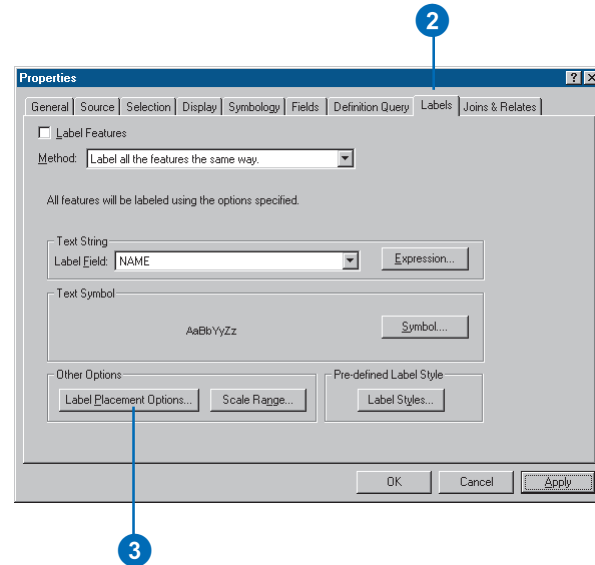 2
Properties
? X
General Source Selection Display Symbology Fields Definition Query Labels Joins & Relates
Label Features
Method: Label all the features the same way.
All features will be labeled using the options specified.
Text String
Label Field: NAME Expression...
Text Symbol
AaBbYyZz Symbol....
Other Options Pre-defined Label Style
Label Placement Options... Scale Range... Label Styles...
OK Cancel Apply
3